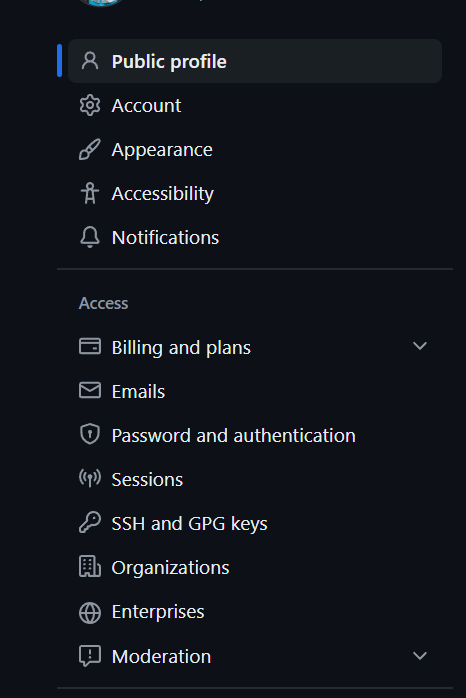 Public profile
Account
Appearance
Accessibility
Notifications
Access
Billing and plans
Emails
Password and authentication
Sessions
SSH and GPG keys
Organizations
Enterprises
Moderation